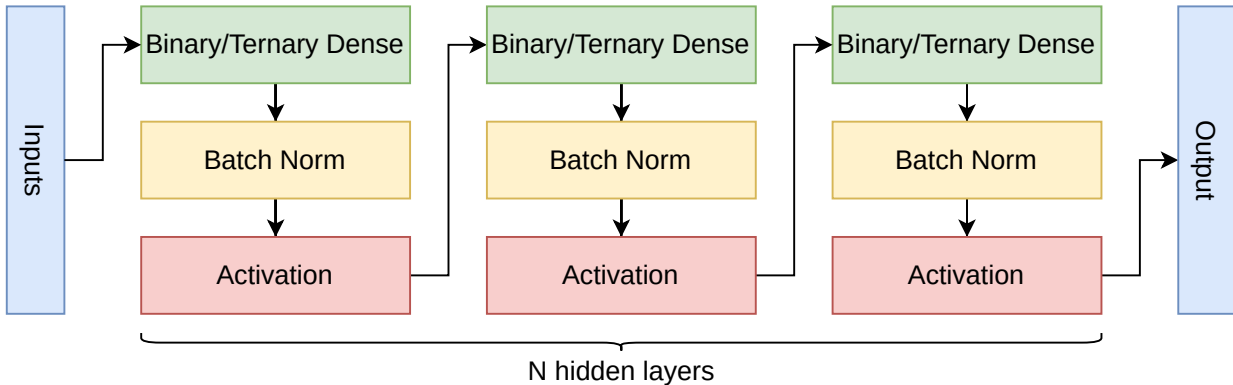 Inputs
Binary/Ternary Dense
Batch Norm
Activation
Binary/Ternary Dense
Batch Norm
Activation
Binary/Ternary Dense
Batch Norm
Activation
Output
N hidden layers